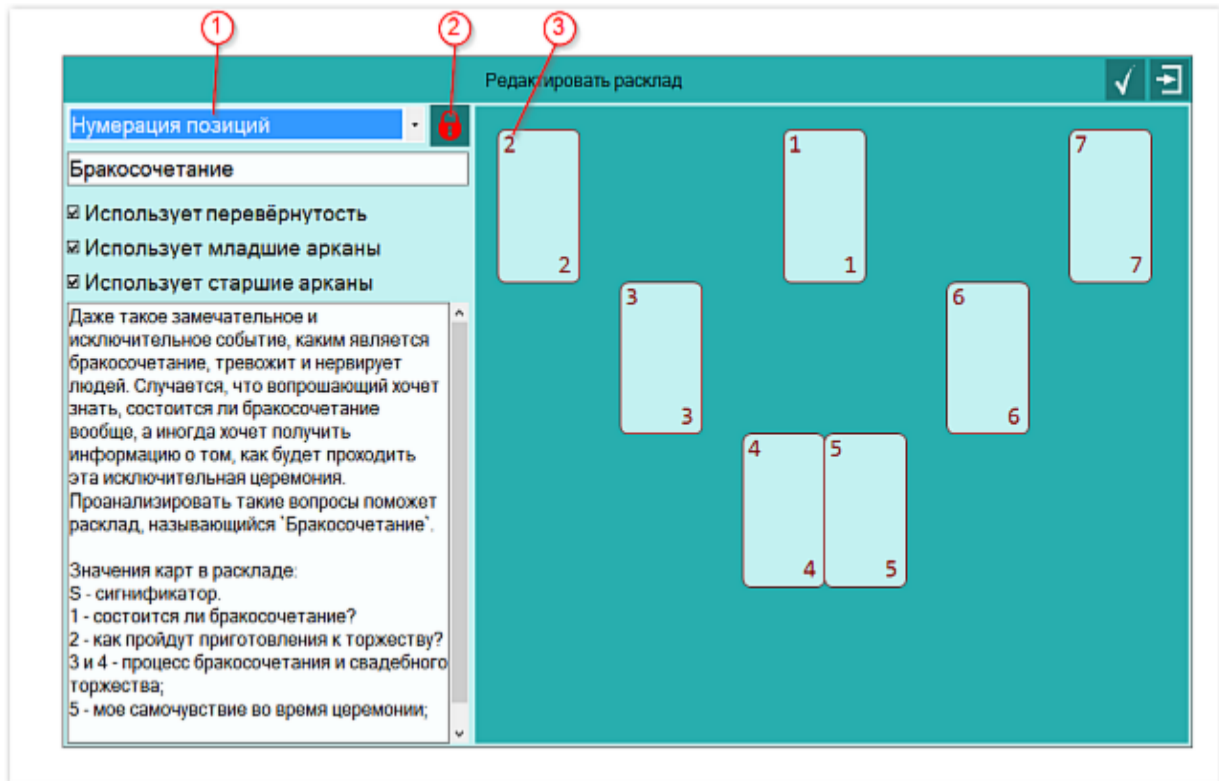 1 2 3
Редактировать расклад
Нумерация позиций
Бракосочетание
Использует перевёрнутость
Использует младшие арканы
Использует старшие арканы
Даже такое замечательное и
исключительное событие, каким является
бракосочетание, тревожит и нервирует
людей. Случается, что вопрошающий хочет
знать, состоится ли бракосочетание
вообще, а иногда хочет получить
информацию о том, как будет проходить
эта исключительная церемония.
Проанализировать такие вопросы поможет
расклад, называющийся `Бракосочетание`.
Значения карт в раскладе:
S - сигнификатор.
1 - состоится ли бракосочетание?
2 - как пройдут приготовления к торжеству?
3 и 4 - процесс бракосочетания и свадебного
торжества;
5 - мое самочувствие во время церемонии;
2 1 7
2 1 7
3 6
3 6
4 5
4 5